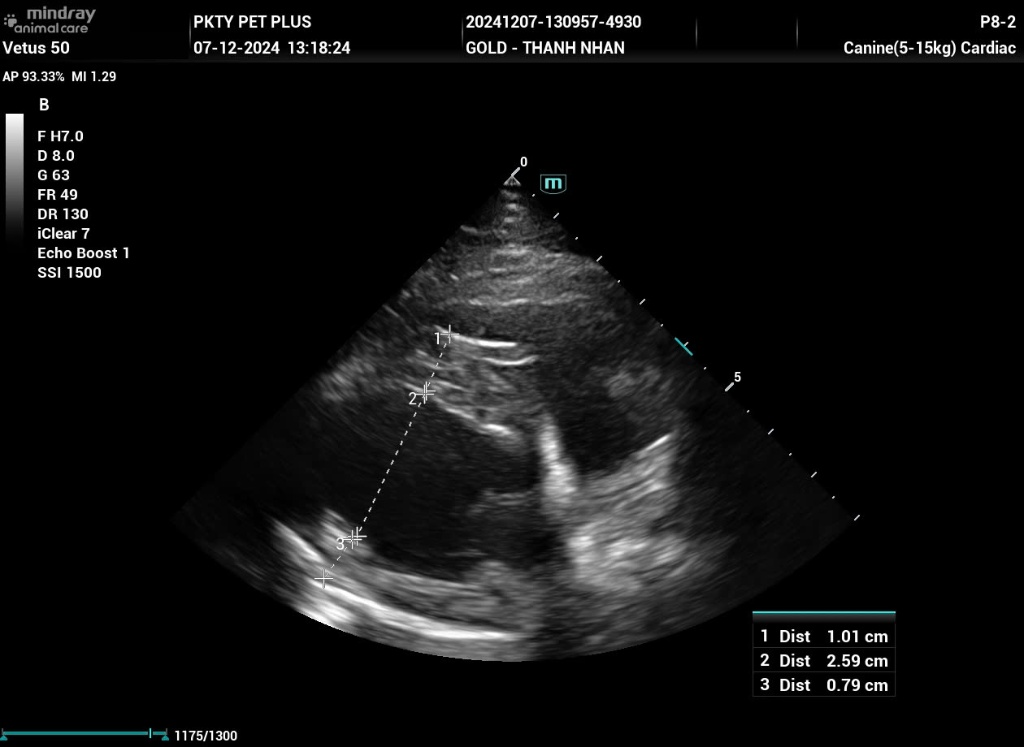 mindray
animalcare
PKTY PET PLUS
20241207-130957-4930
P8-2
Vetus 50
07-12-2024 13:18:24
GOLD - THANH NHAN
Canine(5-15kg) Cardiac
AP 93.33% MI 1.29
B
F H7.0
D 8.0
G 63
FR 49
DR 130
iClear 7
Echo Boost 1
SSI 1500
0
m
1
2
5
3
1 Dist 1.01 cm
2 Dist 2.59 cm
3 Dist 0.79 cm
1175/1300